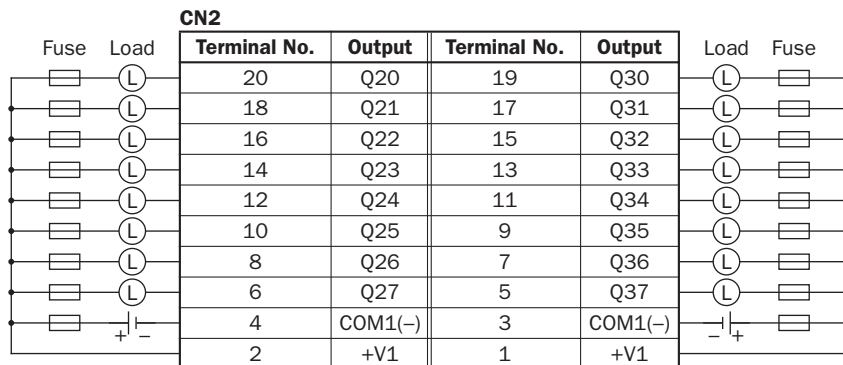 CN2
Fuse Load Terminal No. Output Terminal No. Output Load Fuse
L 20 Q20 19 Q30 L
L 18 Q21 17 Q31 L
L 16 Q22 15 Q32 L
L 14 Q23 13 Q33 L
L 12 Q24 11 Q34 L
L 10 Q25 9 Q35 L
L 8 Q26 7 Q36 L
L 6 Q27 5 Q37 L
+ − 4 COM1(–) 3 COM1(–) − +
2 +V1 1 +V1